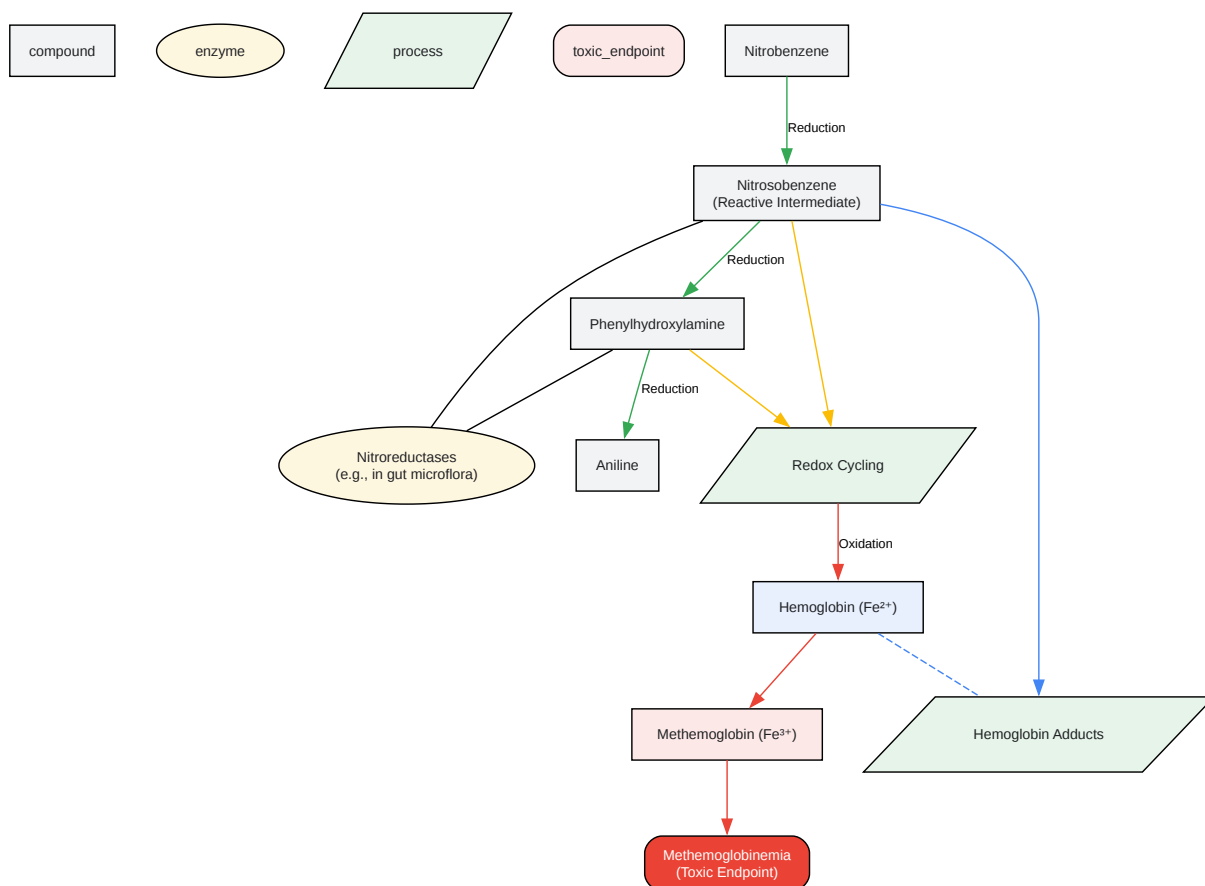 compound
enzyme
process
toxic_endpoint
Nitrobenzene
Reduction
Nitrosobenzene
(Reactive Intermediate)
Reduction
Phenylhydroxylamine
Reduction
Nitroreductases
(e.g., in gut microflora)
Aniline
Redox Cycling
Oxidation
Hemoglobin (Fe²⁺)
Methemoglobin (Fe³⁺)
Hemoglobin Adducts
Methemoglobinemia
(Toxic Endpoint)